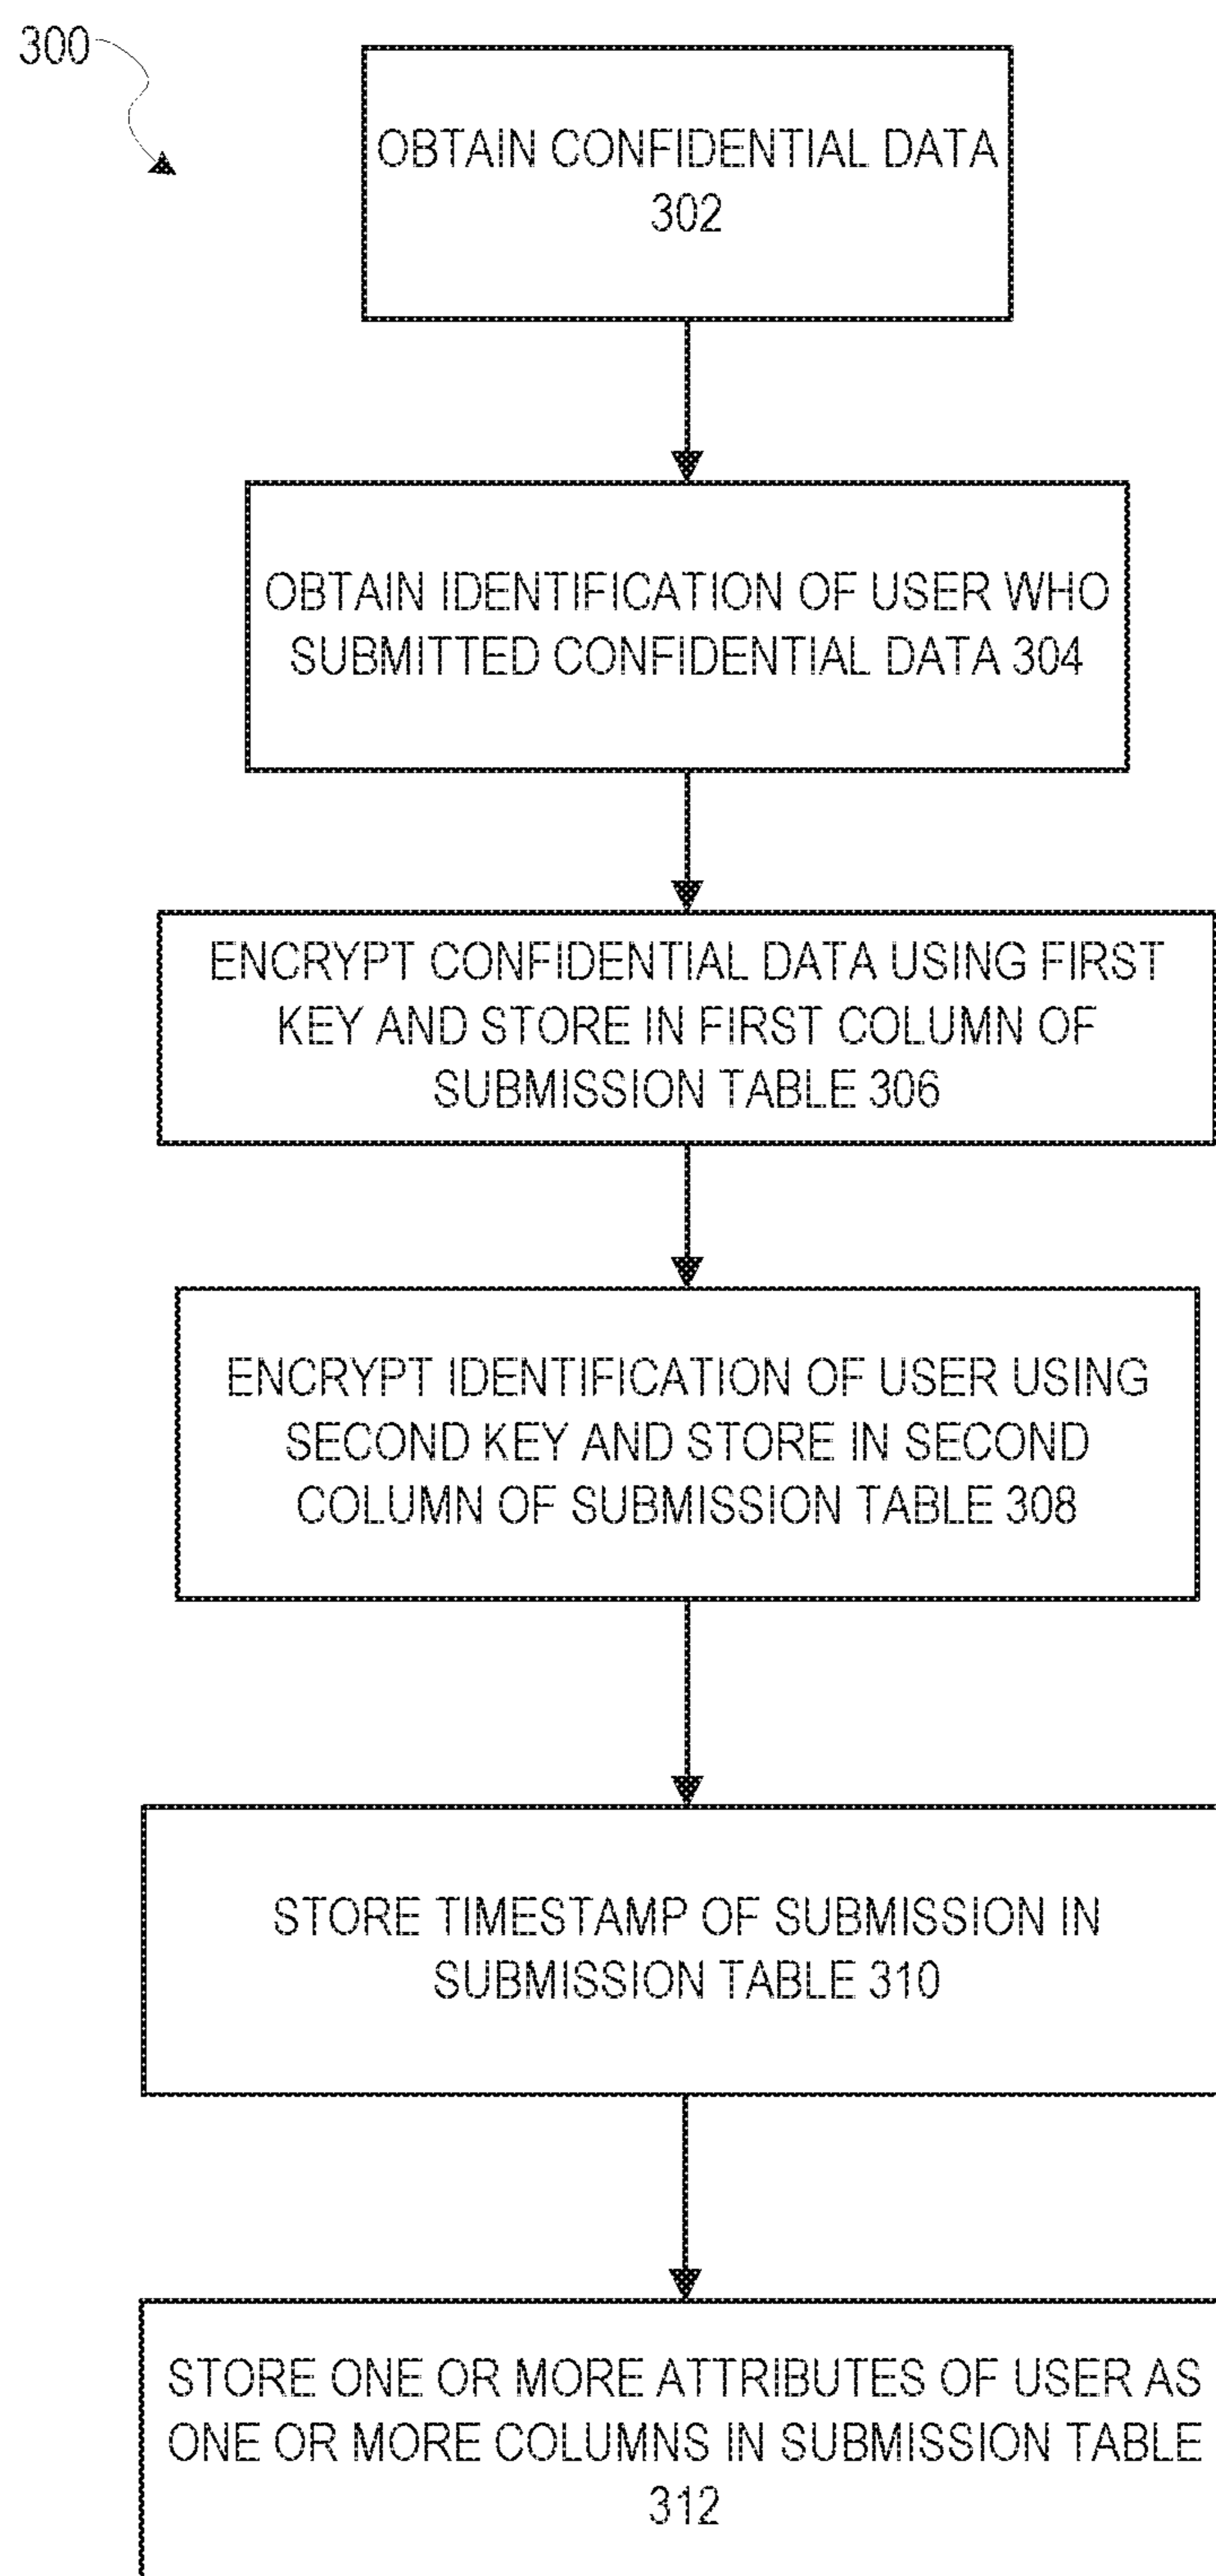 300
OBTAIN CONFIDENTIAL DATA
302
OBTAIN IDENTIFICATION OF USER WHO
SUBMITTED CONFIDENTIAL DATA 304
ENCRYPT CONFIDENTIAL DATA USING FIRST
KEY AND STORE IN FIRST COLUMN OF
SUBMISSION TABLE 306
ENCRYPT IDENTIFICATION OF USER USING
SECOND KEY AND STORE IN SECOND
COLUMN OF SUBMISSION TABLE 308
STORE TIMESTAMP OF SUBMISSION IN
SUBMISSION TABLE 310
STORE ONE OR MORE ATTRIBUTES OF USER AS
ONE OR MORE COLUMNS IN SUBMISSION TABLE
312